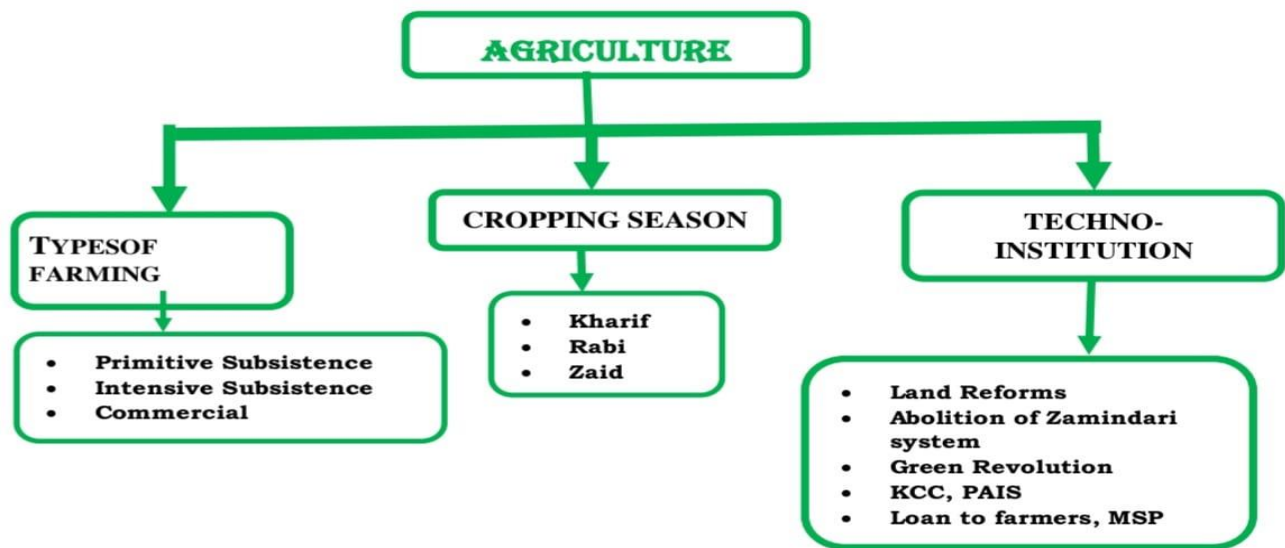 AGRICULTURE
TYPESOF
FARMING
• Primitive Subsistence
• Intensive Subsistence
• Commercial
CROPPING SEASON
• Kharif
• Rabi
• Zaid
TECHNO-
INSTITUTION
• Land Reforms
• Abolition of Zamindari
system
• Green Revolution
• KCC, PAIS
• Loan to farmers, MSP